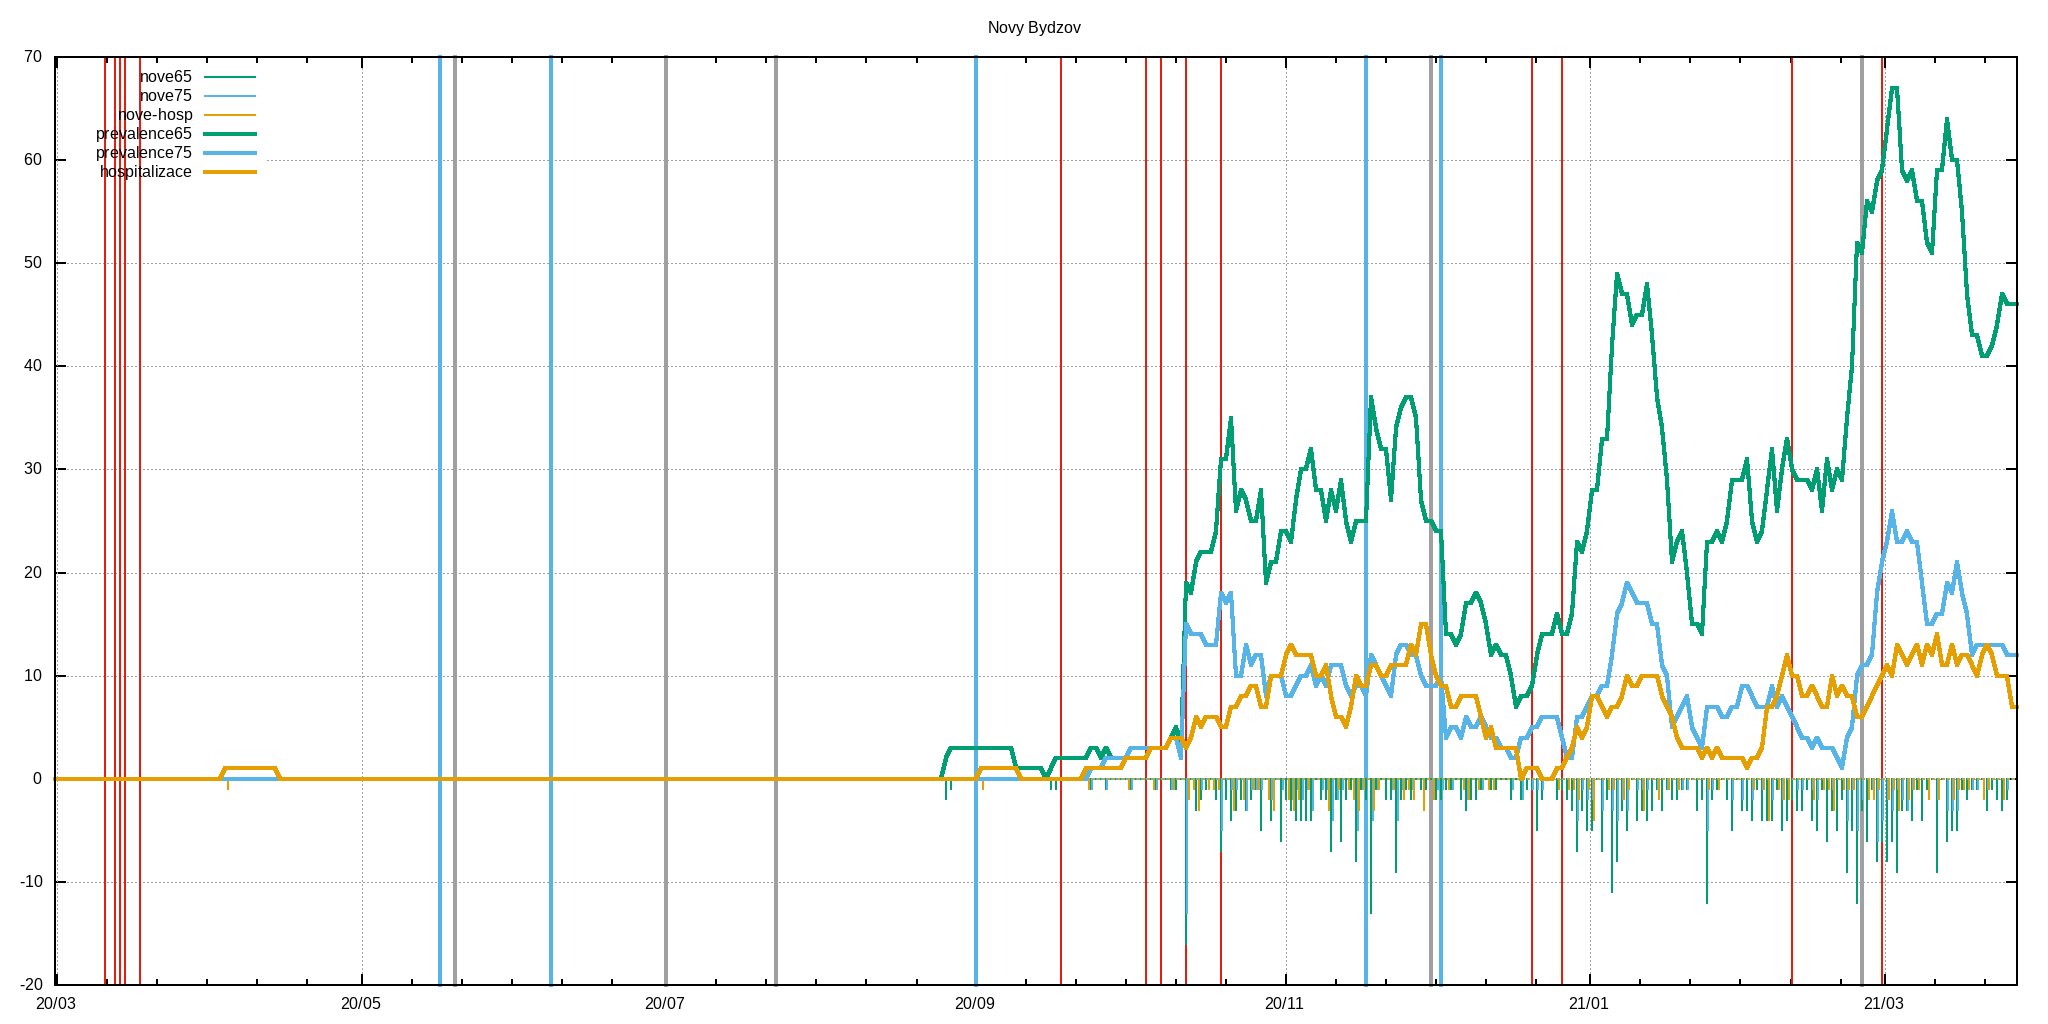 Novy Bydzov
70
60
50
40
30
20
10
0
-10
-20
nove65
nove75
nove-hosp
prevalence65
prevalence75
hospitalizace
20/03 20/05 20/07 20/09 20/11 21/01 21/03